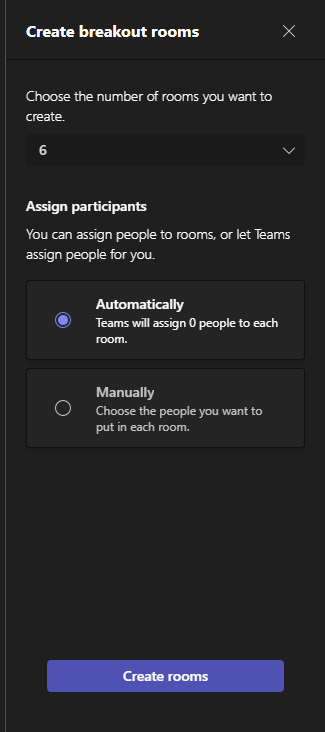 Create breakout rooms
Choose the number of rooms you want to
create.
6
Assign participants
You can assign people to rooms, or let Teams
assign people for you.
Automatically
Teams will assign 0 people to each
room.
Manually
Choose the people you want to
put in each room.
Create rooms